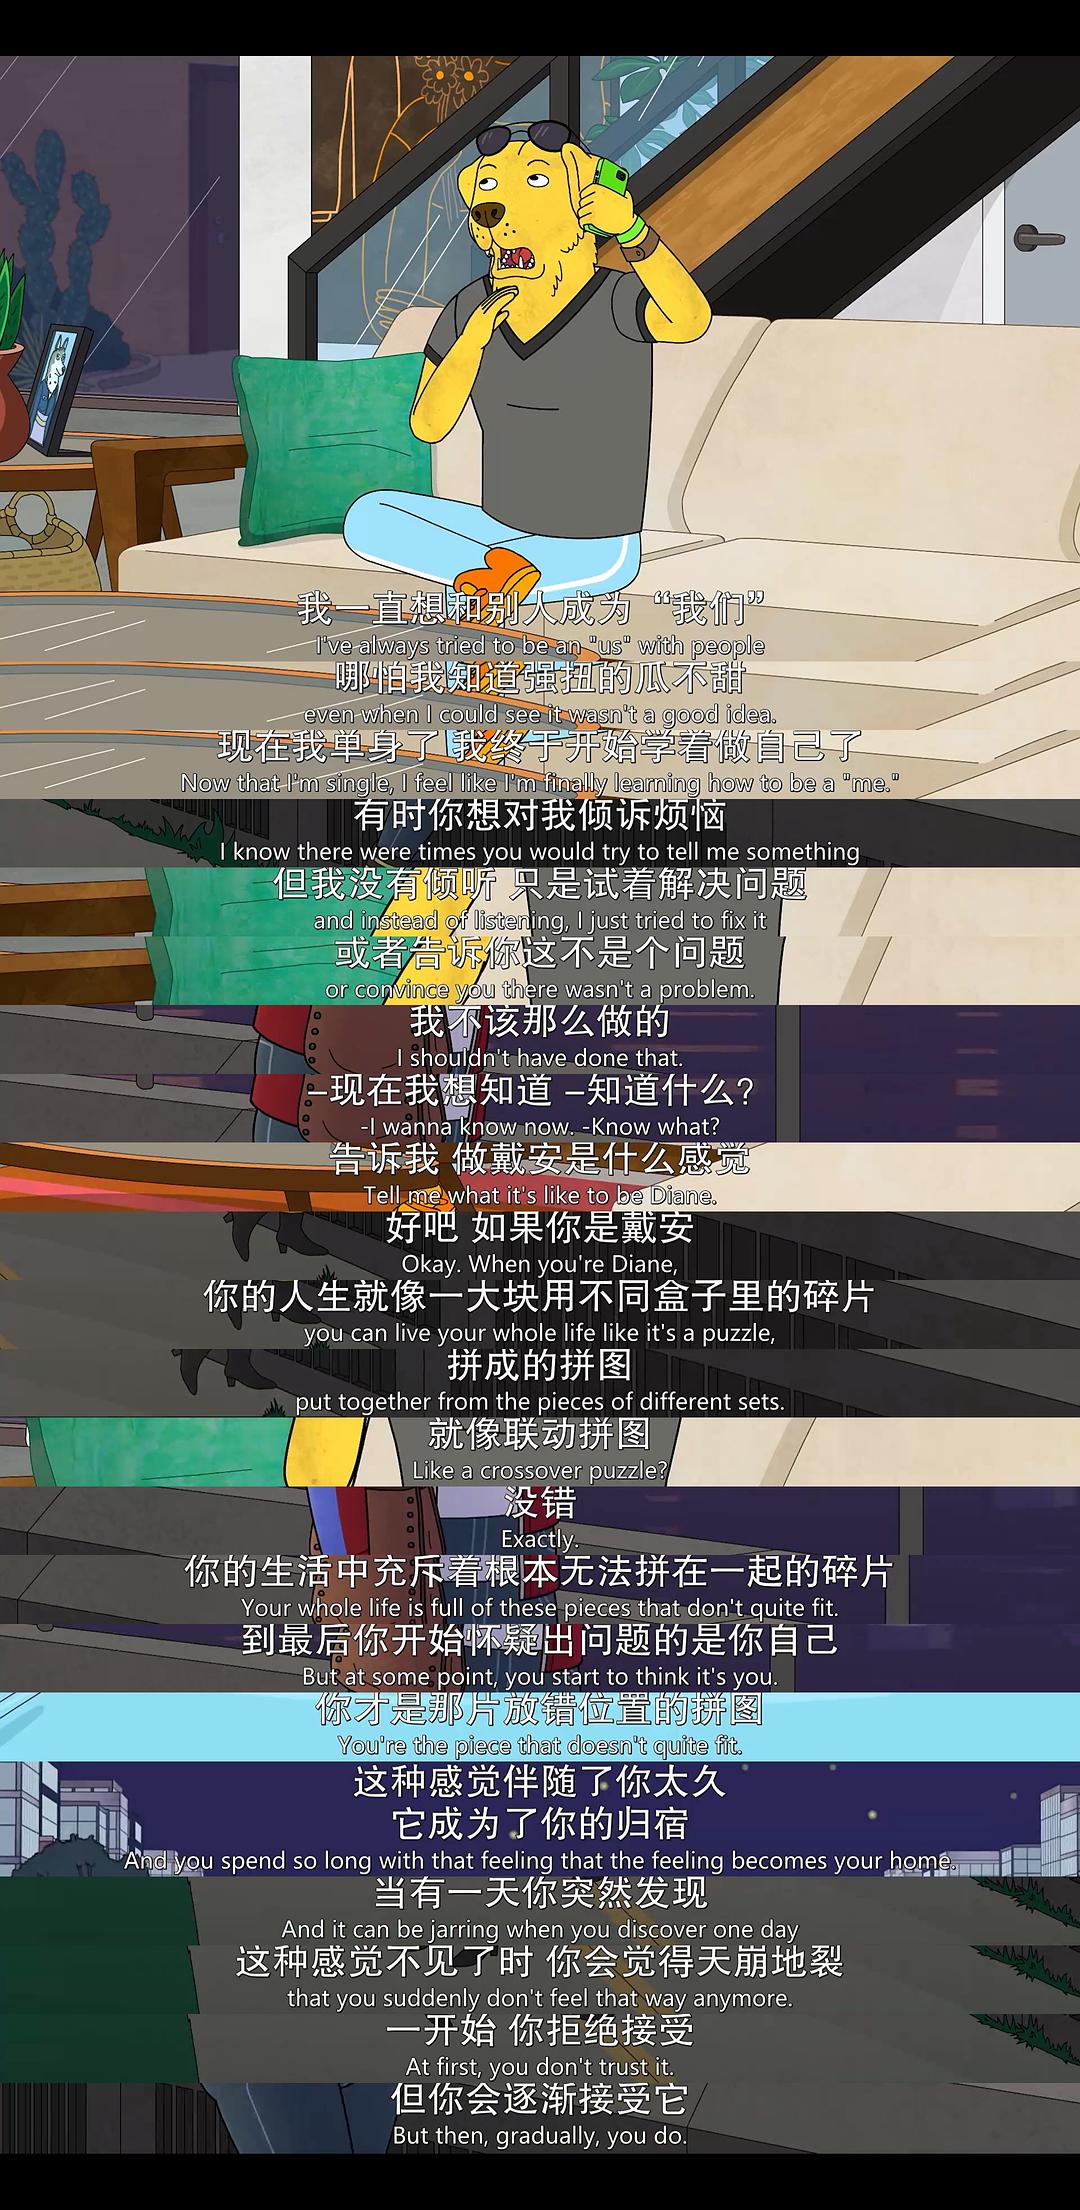 我一直想和别人成为“我们”
I've always tried to be an "us" with people
哪怕我知道强扭的瓜不甜
even when I could see it wasn't a good idea.
现在我单身了 我终于开始学着做自己了
Now that I'm single, I feel like I'm finally learning how to be a "me."
有时你想对我倾诉烦恼
I know there were times you would try to tell me something
但我没有倾听 只是试着解决问题
and instead of listening, I just tried to fix it
或者告诉你这不是个问题
or convince you there wasn't a problem.
我不该那么做的
I shouldn't have done that.
–现在我想知道 –知道什么?
-I wanna know now. -Know what?
告诉我 做戴安是什么感觉
Tell me what it's like to be Diane.
好吧 如果你是戴安
Okay. When you're Diane,
你的人生就像一大块用不同盒子里的碎片
you can live your whole life like it's a puzzle,
拼成的拼图
put together from the pieces of different sets.
就像联动拼图
Like a crossover puzzle?
没错
Exactly.
你的生活中充斥着根本无法拼在一起的碎片
Your whole life is full of these pieces that don't quite fit.
到最后你开始怀疑出问题的是你自己
But at some point, you start to think it's you.
你才是那片放错位置的拼图
You're the piece that doesn't quite fit.
这种感觉伴随了你太久
它成为了你的归宿
And you spend so long with that feeling that the feeling becomes your home.
当有一天你突然发现
And it can be jarring when you discover one day
这种感觉不见了时 你会觉得天崩地裂
that you suddenly don't feel that way anymore.
一开始 你拒绝接受
At first, you don't trust it.
但你会逐渐接受它
But then, gradually, you do.